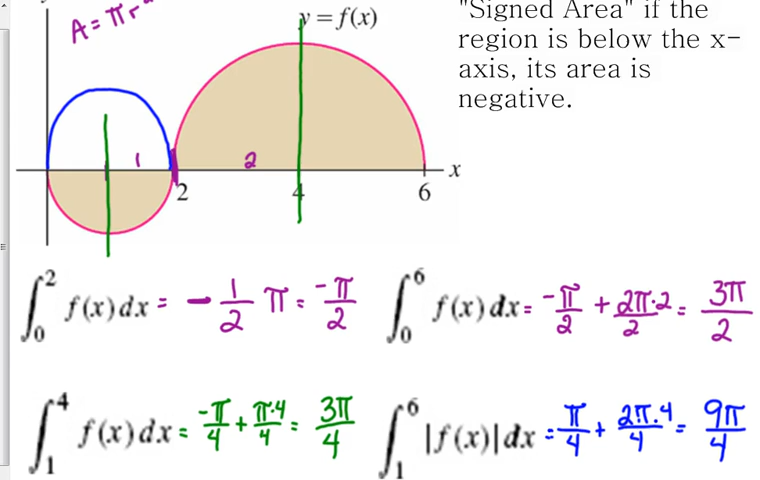 A = πr
y = f(x)
"Signed Area" if the
region is below the x-
axis, its area is
negative.
1 2
2 4 6 x
∫₀² f(x) dx = - 1/2 π = -π/2
∫₀⁶ f(x) dx = -π/2 + 2π·2/2 = 3π/2
∫₁⁴ f(x) dx = -π/4 + π·4/4 = 3π/4
∫₁⁶ |f(x)| dx = π/4 + 2π·4/4 = 9π/4